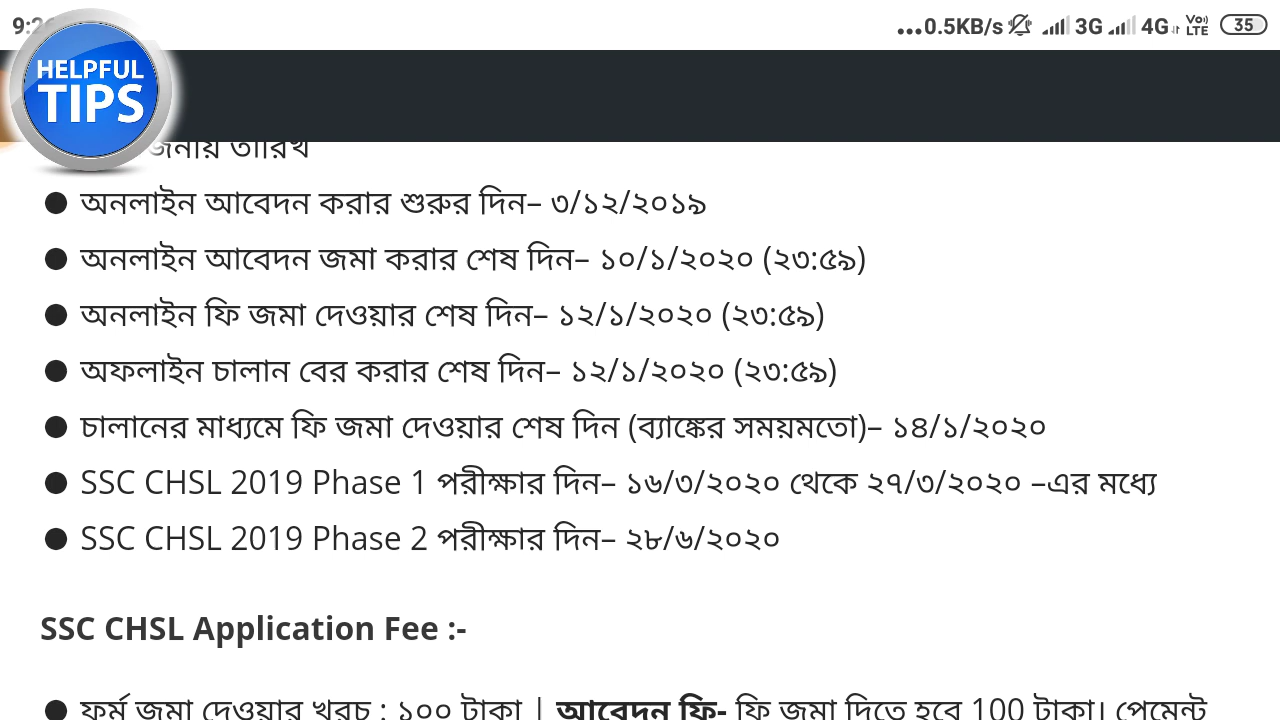 ...0.5KB/s 3G 4G Vo) LTE 35
HELPFUL
TIPS
তারিখ
● অনলাইন আবেদন করার শুরুর দিন– ৩/১২/২০১৯
● অনলাইন আবেদন জমা করার শেষ দিন– ১০/১/২০২০ (২৩:৫৯)
● অনলাইন ফি জমা দেওয়ার শেষ দিন– ১২/১/২০২০ (২৩:৫৯)
● অফলাইন চালান বের করার শেষ দিন– ১২/১/২০২০ (২৩:৫৯)
● চালানের মাধ্যমে ফি জমা দেওয়ার শেষ দিন (ব্যাঙ্কের সময়মতো)– ১৪/১/২০২০
● SSC CHSL 2019 Phase 1 পরীক্ষার দিন– ১৬/৩/২০২০ থেকে ২৭/৩/২০২০ –এর মধ্যে
● SSC CHSL 2019 Phase 2 পরীক্ষার দিন– ২৮/৬/২০২০
SSC CHSL Application Fee :-
● ফর্ম জমা দেওয়ার খরচ : ১০০ টাকা | আবেদন ফি- ফি জমা দিতে হবে 100 টাকা। পেমেন্ট